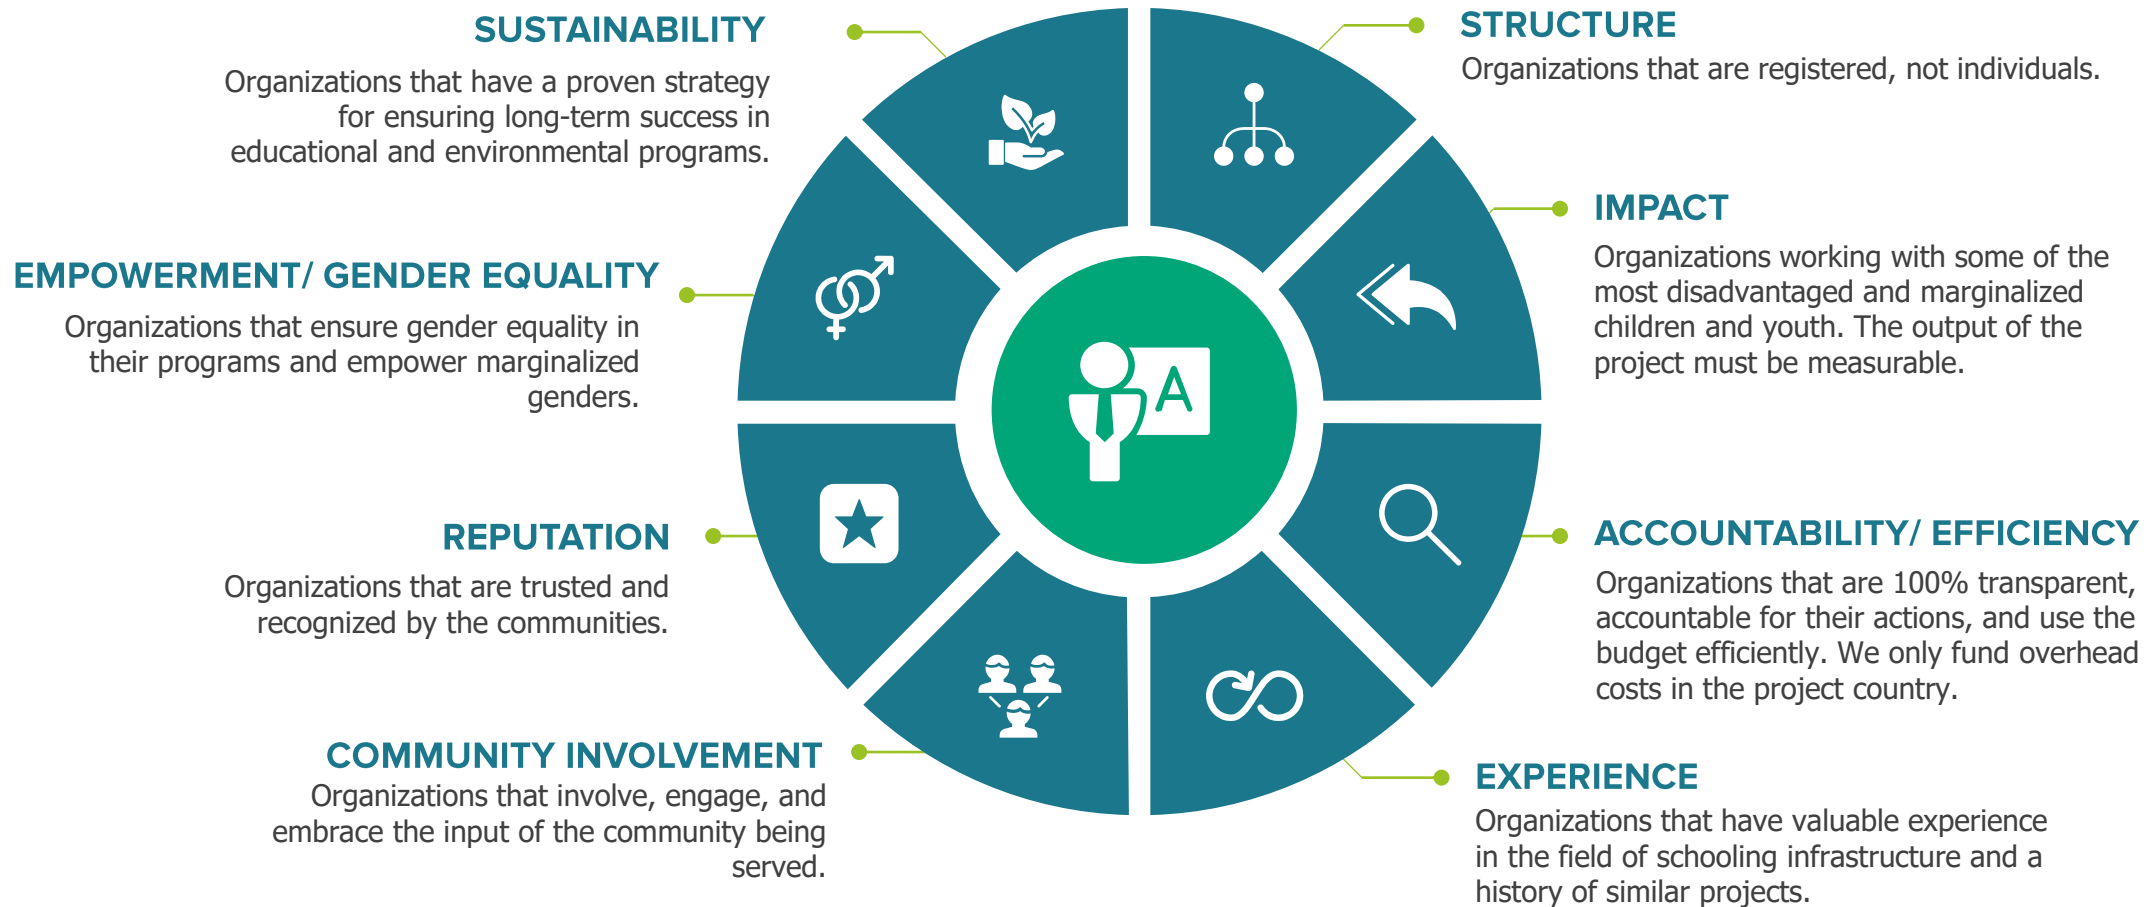 SUSTAINABILITY
Organizations that have a proven strategy
for ensuring long-term success in
educational and environmental programs.
STRUCTURE
Organizations that are registered, not individuals.
IMPACT
Organizations working with some of the
most disadvantaged and marginalized
children and youth. The output of the
project must be measurable.
EMPOWERMENT/ GENDER EQUALITY
Organizations that ensure gender equality in
their programs and empower marginalized
genders.
A
REPUTATION
Organizations that are trusted and
recognized by the communities.
ACCOUNTABILITY/ EFFICIENCY
Organizations that are 100% transparent,
accountable for their actions, and use the
budget efficiently. We only fund overhead
costs in the project country.
COMMUNITY INVOLVEMENT
Organizations that involve, engage, and
embrace the input of the community being
served.
EXPERIENCE
Organizations that have valuable experience
in the field of schooling infrastructure and a
history of similar projects.